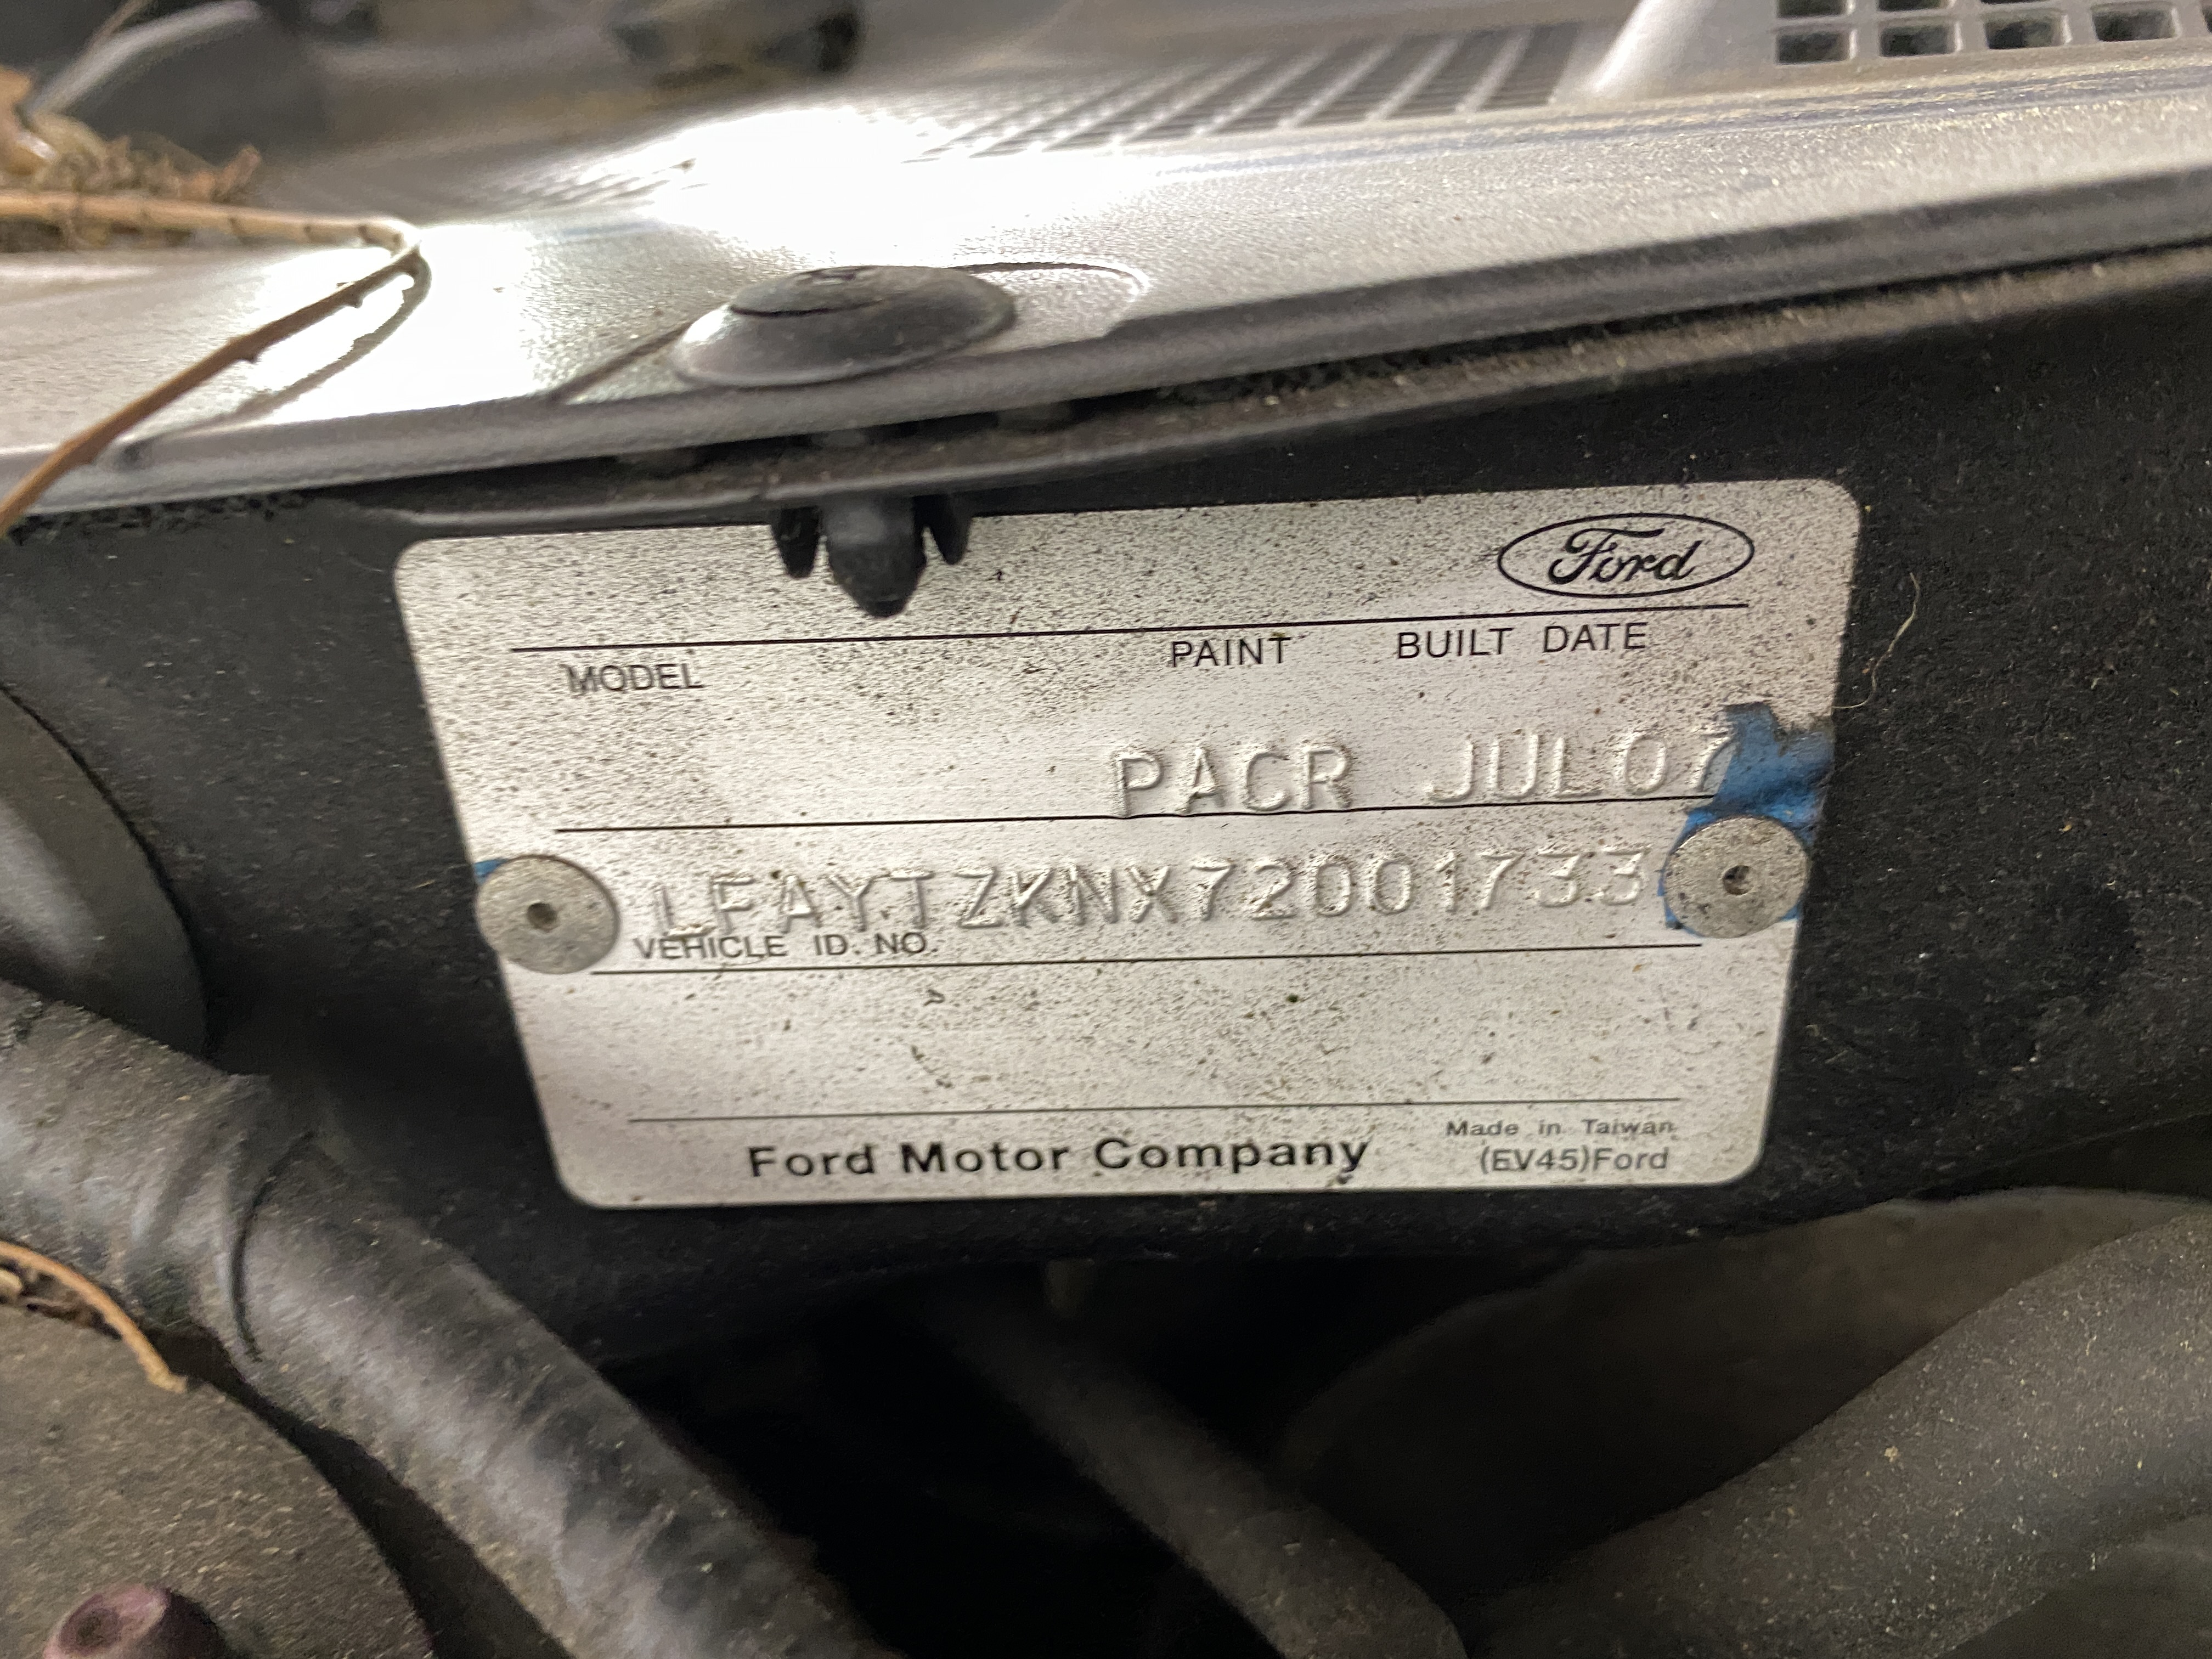 Ford
MODEL PAINT BUILT DATE
PACR JUL07
LFAYTZKNX72001733
VEHICLE ID. NO.
Ford Motor Company
Made in Taiwan
(EV45)Ford